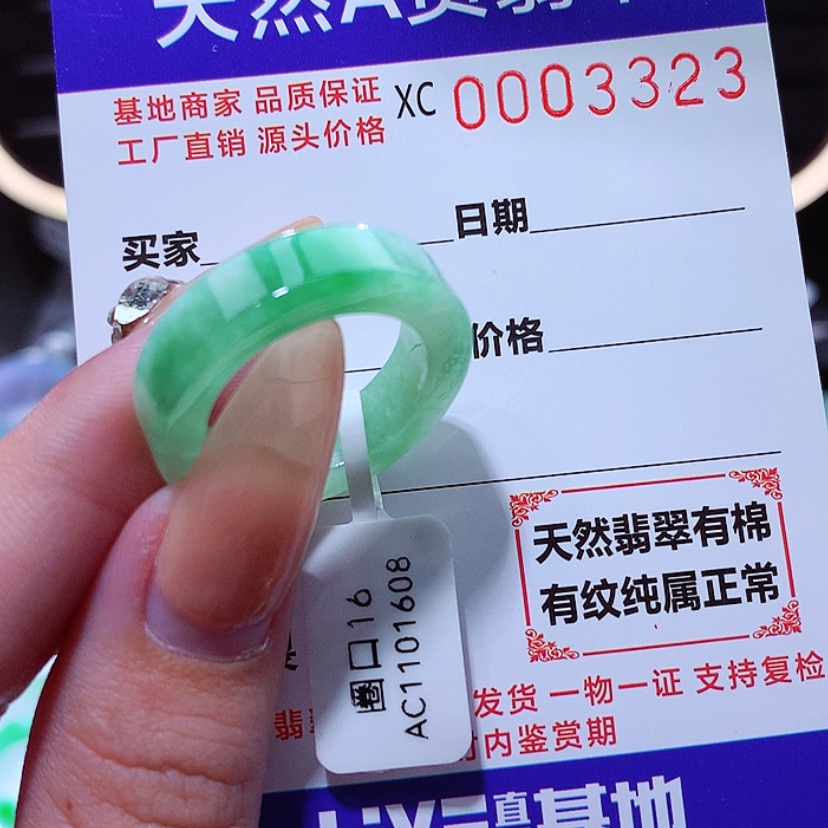 天然A货翡翠
基地商家 品质保证
工厂直销 源头价格
XC 0003323
买家
日期
价格
天然翡翠有棉
有纹纯属正常
圈口16
AC1101608
发货 一物一证 支持复检
内鉴赏期
直
基地